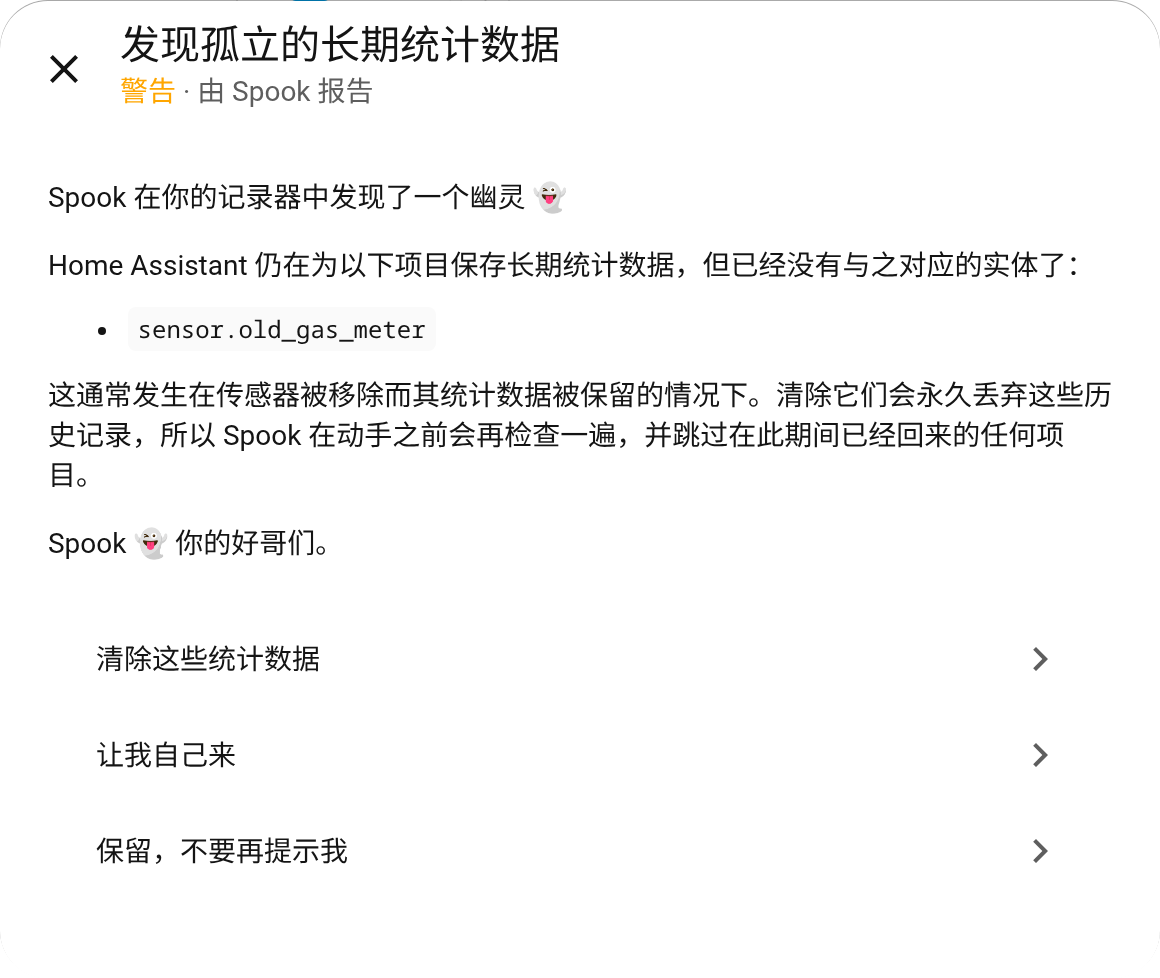 发现孤立的长期统计数据
警告 · 由 Spook 报告
Spook 在你的记录器中发现了一个幽灵 👻
Home Assistant 仍在为以下项目保存长期统计数据，但已经没有与之对应的实体了：
• sensor.old_gas_meter
这通常发生在传感器被移除而其统计数据被保留的情况下。清除它们会永久丢弃这些历
史记录，所以 Spook 在动手之前会再检查一遍，并跳过在此期间已经回来的任何项
目。
Spook 👻 你的好哥们。
清除这些统计数据
让我自己来
保留，不要再提示我